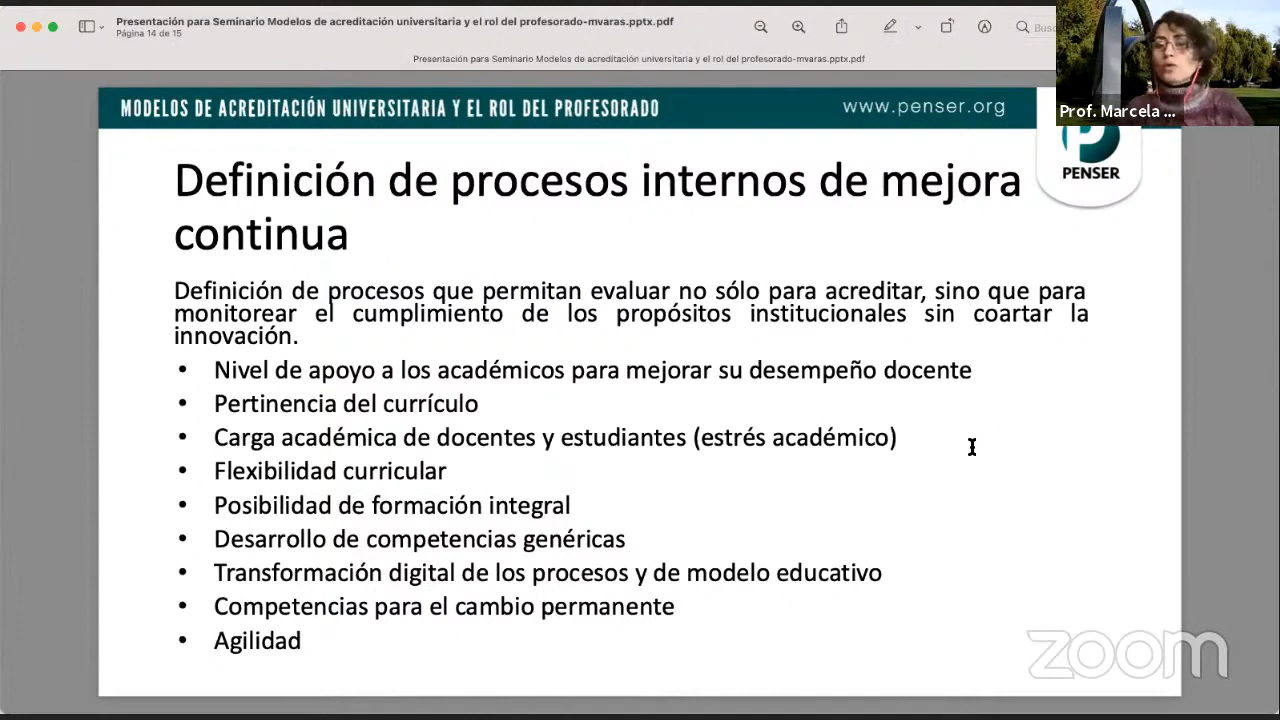 Presentación para Seminario Modelos de acreditación universitaria y el rol del profesorado-mvaras.pptx.pdf
Página 14 de 15
Presentación para Seminario Modelos de acreditación universitaria y el rol del profesorado-mvaras.pptx.pdf
Prof. Marcela ...
MODELOS DE ACREDITACIÓN UNIVERSITARIA Y EL ROL DEL PROFESORADO
www.penser.org
PENSER
Definición de procesos internos de mejora
continua
Definición de procesos que permitan evaluar no sólo para acreditar, sino que para
monitorear el cumplimiento de los propósitos institucionales sin coartar la
innovación.
• Nivel de apoyo a los académicos para mejorar su desempeño docente
• Pertinencia del currículo
• Carga académica de docentes y estudiantes (estrés académico)
• Flexibilidad curricular
• Posibilidad de formación integral
• Desarrollo de competencias genéricas
• Transformación digital de los procesos y de modelo educativo
• Competencias para el cambio permanente
• Agilidad
zoom